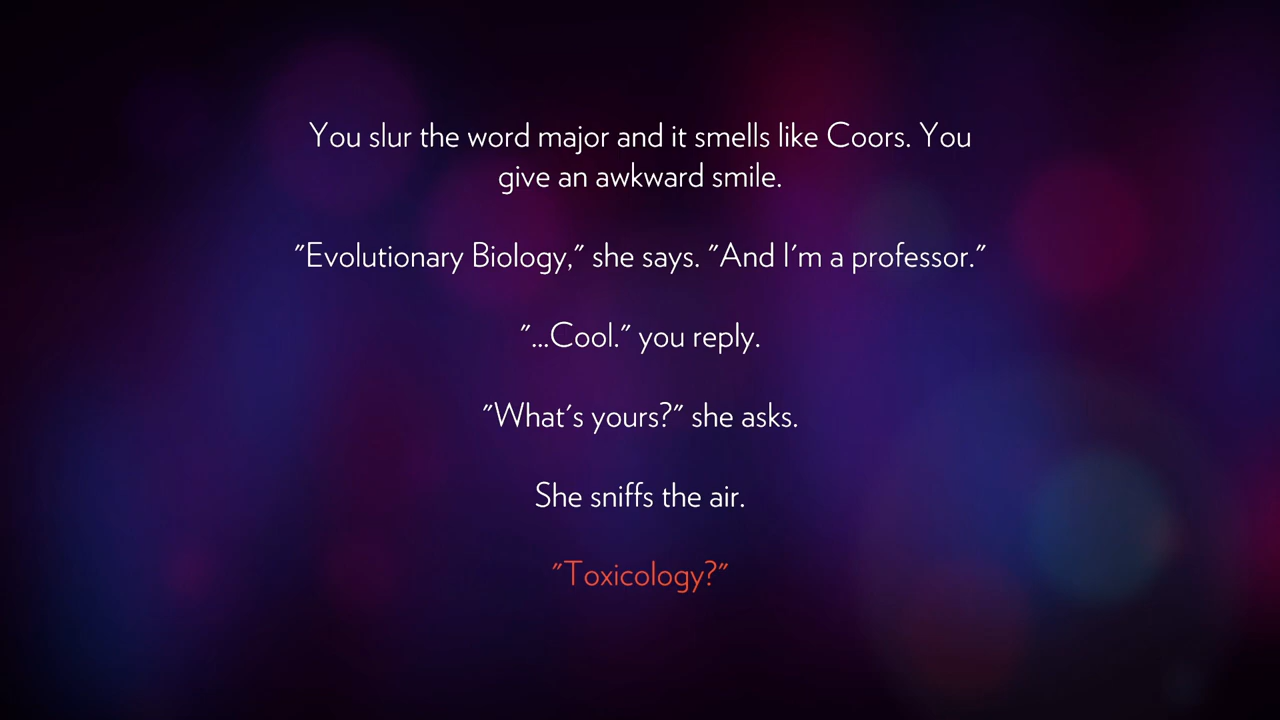 You slur the word major and it smells like Coors. You
give an awkward smile.
"Evolutionary Biology," she says. "And I'm a professor."
"...Cool." you reply.
"What's yours?" she asks.
She sniffs the air.
"Toxicology?"